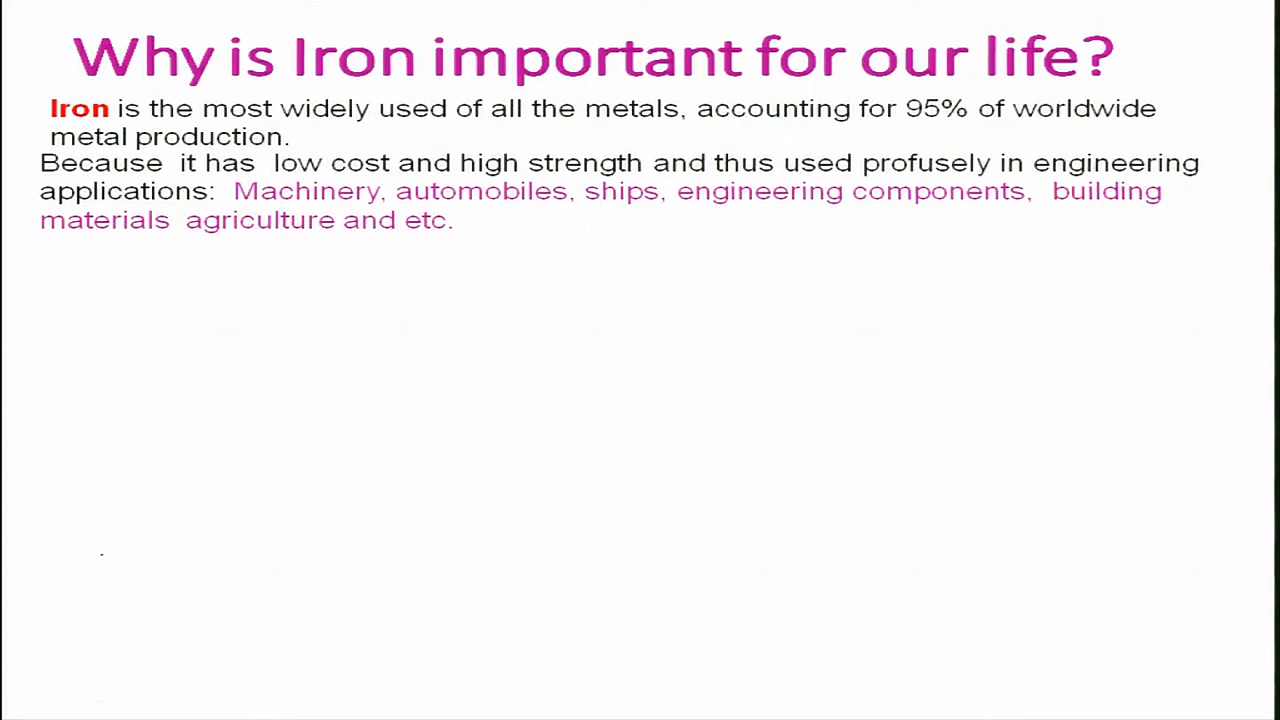 Why is Iron important for our life?
Iron is the most widely used of all the metals, accounting for 95% of worldwide
metal production.
Because it has low cost and high strength and thus used profusely in engineering
applications: Machinery, automobiles, ships, engineering components, building
materials agriculture and etc.